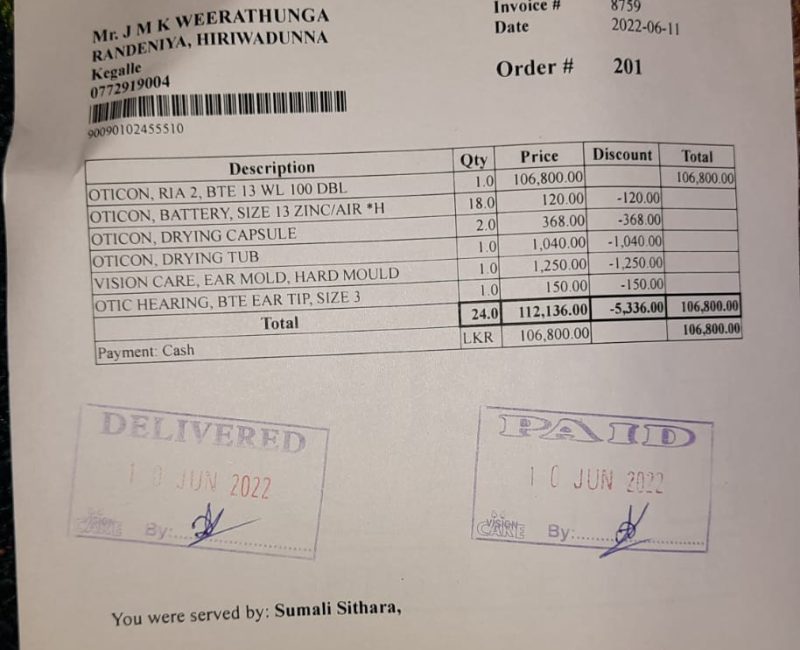 Mr. J M K WEERATHUNGA
RANDENIYA, HIRIWADUNNA
Kegalle
0772919004
90090102455510
Invoice # 8759
Date 2022-06-11
Order # 201
Description Qty Price Discount Total
OTICON, RIA 2, BTE 13 WL 100 DBL 1.0 106,800.00 106,800.00
OTICON, BATTERY, SIZE 13 ZINC/AIR *H 18.0 120.00 -120.00
OTICON, DRYING CAPSULE 2.0 368.00 -368.00
OTICON, DRYING TUB 1.0 1,040.00 -1,040.00
VISION CARE, EAR MOLD, HARD MOULD 1.0 1,250.00 -1,250.00
OTIC HEARING, BTE EAR TIP, SIZE 3 1.0 150.00 -150.00
Total 24.0 112,136.00 -5,336.00 106,800.00
Payment: Cash LKR 106,800.00 106,800.00
DELIVERED
JUN 2022
VISION
CARE By:
PAID
10 JUN 2022
VISION
CARE By:
You were served by: Sumali Sithara,